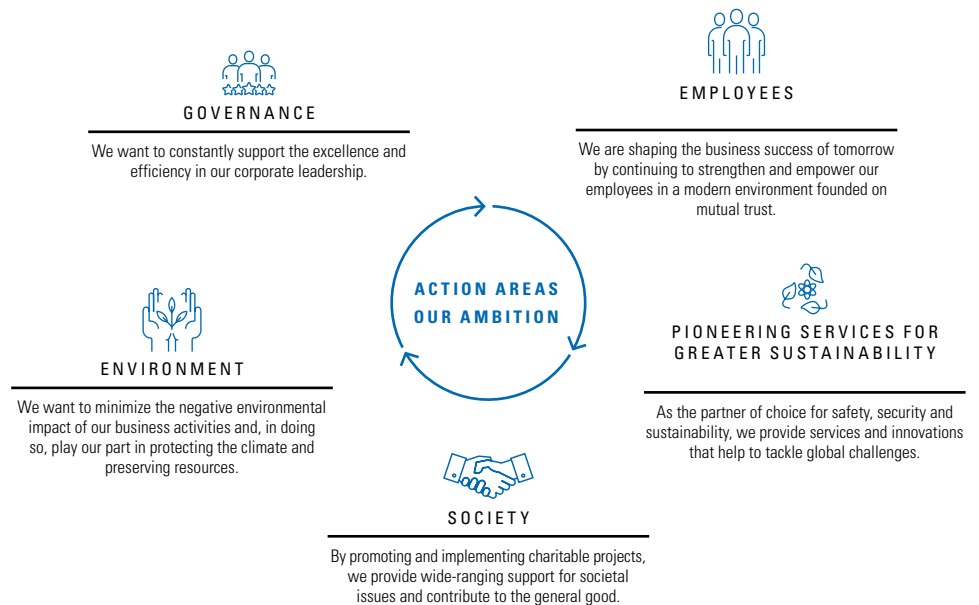 GOVERNANCE
We want to constantly support the excellence and
efficiency in our corporate leadership.
EMPLOYEES
We are shaping the business success of tomorrow
by continuing to strengthen and empower our
employees in a modern environment founded on
mutual trust.
ACTION AREAS
OUR AMBITION
ENVIRONMENT
We want to minimize the negative environmental
impact of our business activities and, in doing
so, play our part in protecting the climate and
preserving resources.
PIONEERING SERVICES FOR
GREATER SUSTAINABILITY
As the partner of choice for safety, security and
sustainability, we provide services and innovations
that help to tackle global challenges.
SOCIETY
By promoting and implementing charitable projects,
we provide wide-ranging support for societal
issues and contribute to the general good.